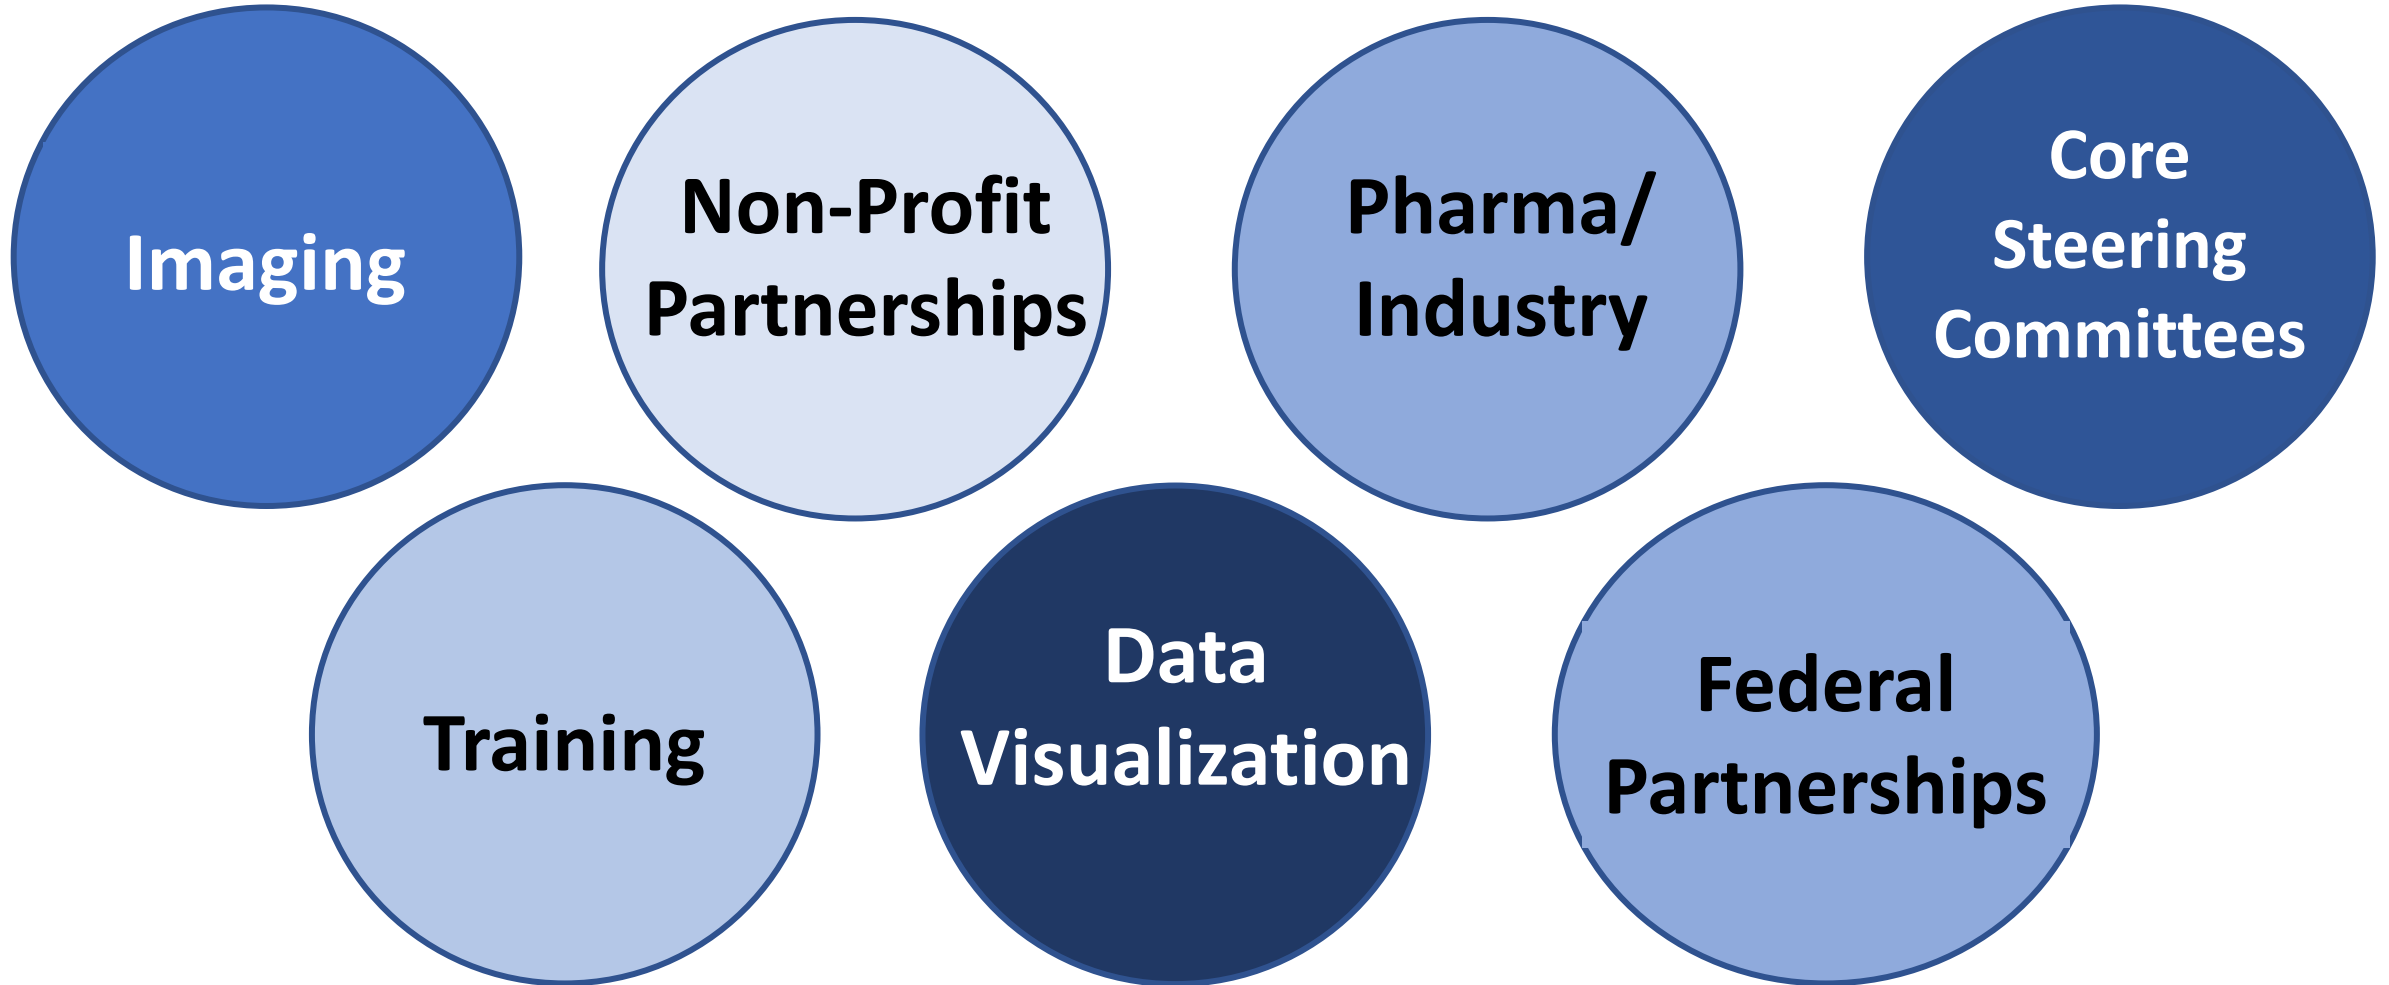 Imaging
Non-Profit
Partnerships
Pharma/
Industry
Core
Steering
Committees
Training
Data
Visualization
Federal
Partnerships